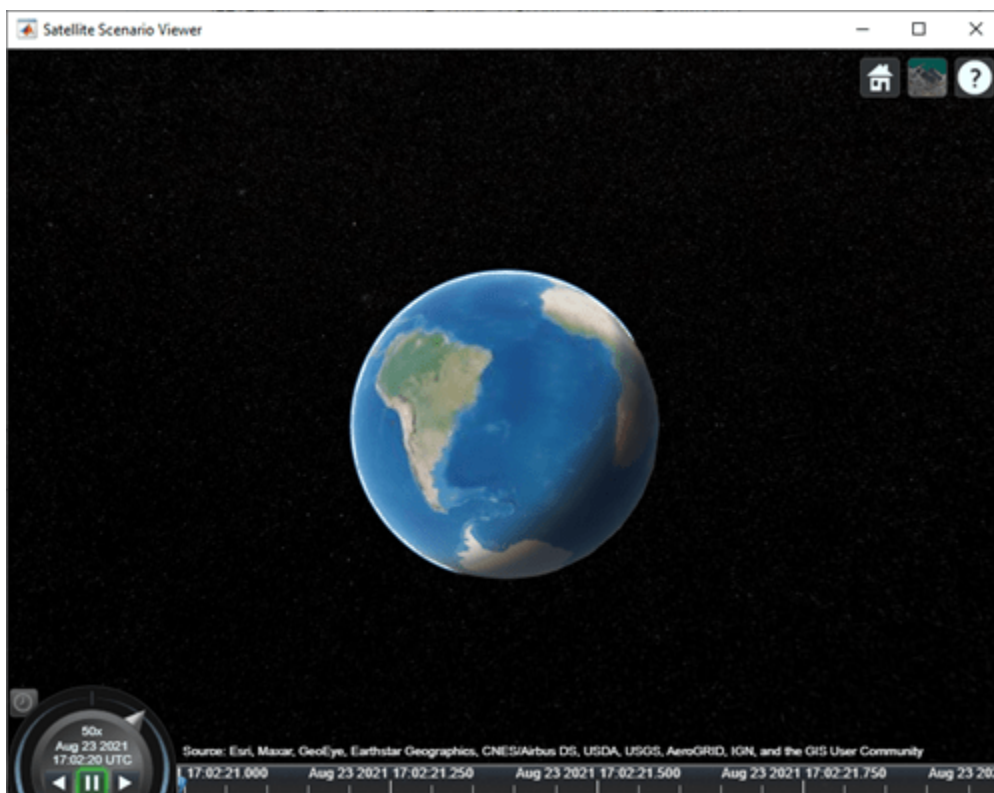 Satellite Scenario Viewer
?
50x
Aug 23 2021
17:02:20 UTC
Source: Esri, Maxar, GeoEye, Earthstar Geographics, CNES/Airbus DS, USDA, USGS, AeroGRID, IGN, and the GIS User Community
17:02:21.000 Aug 23 2021 17:02:21.250 Aug 23 2021 17:02:21.500 Aug 23 2021 17:02:21.750 Aug 23